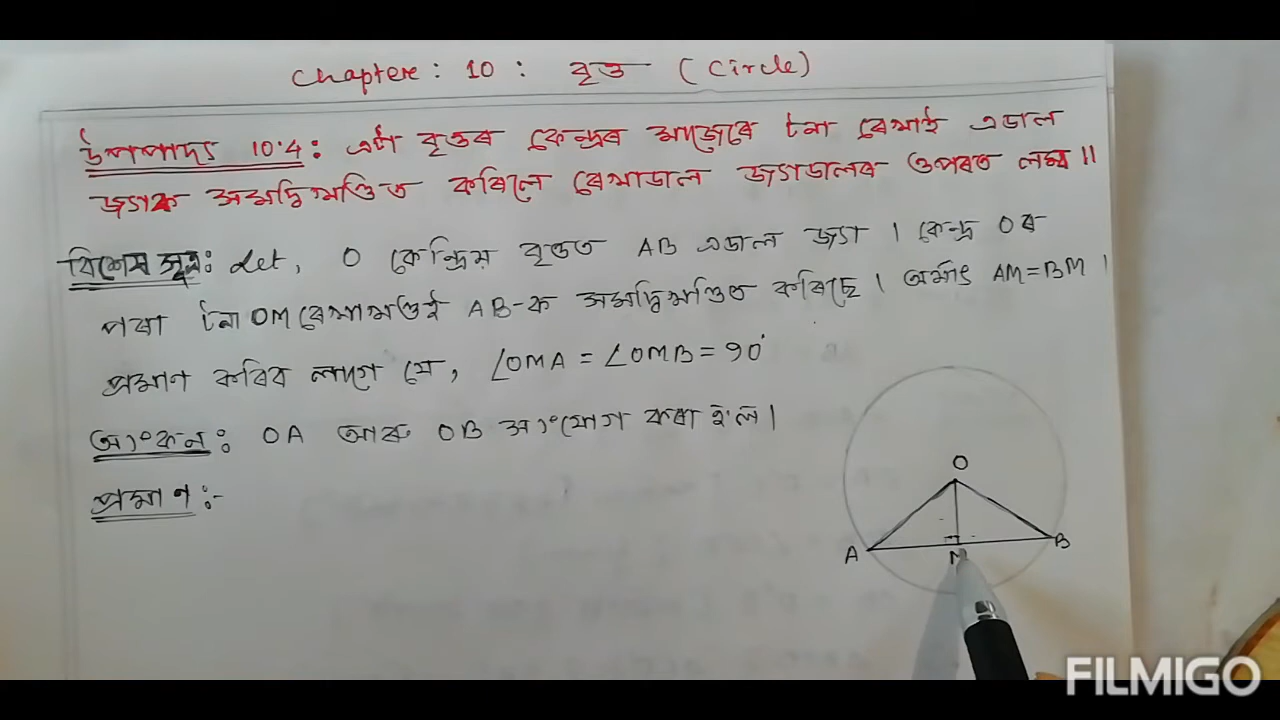 Chapter : 10 : বৃত্ত (Circle)
উপপাদ্য 10.4 : এটা বৃত্তৰ কেন্দ্ৰৰ মাজেৰে টনা ৰেখাই এডাল
জ্যাক সমদ্বিখণ্ডিত কৰিলে ৰেখাডাল জ্যাডালৰ ওপৰত লম্ব ॥
বিশেষ সূত্ৰ : Let, O কেন্দ্ৰিয় বৃত্তত AB এডাল জ্যা । কেন্দ্ৰ O ৰ
পৰা টনা OM ৰেখাখণ্ডই AB-ক সমদ্বিখণ্ডিত কৰিছে । অৰ্থাৎ AM = BM ।
প্ৰমাণ কৰিব লাগে যে, ∠OMA = ∠OMB = 90°
অংকন : OA আৰু OB সংযোগ কৰা হ'ল ।
প্ৰমাণ :-
O
A
B
M
FILMIGO